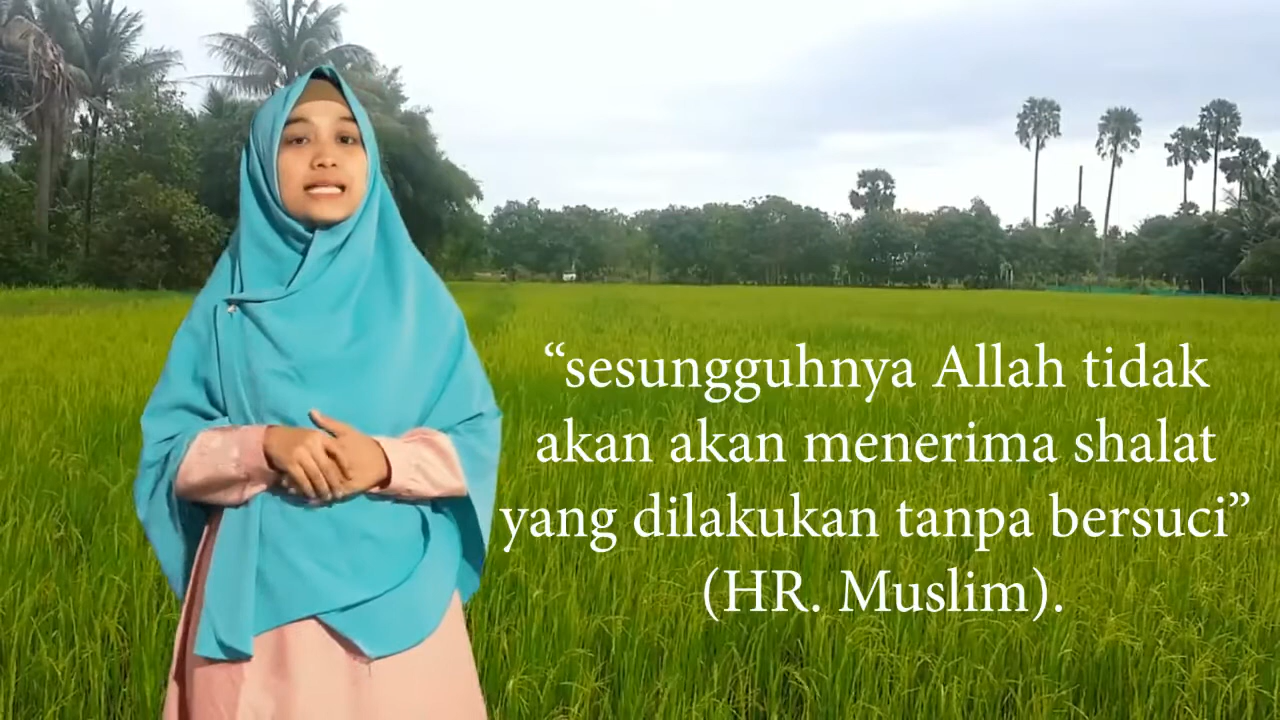 “sesungguhnya Allah tidak
akan akan menerima shalat
yang dilakukan tanpa bersuci”
(HR. Muslim).